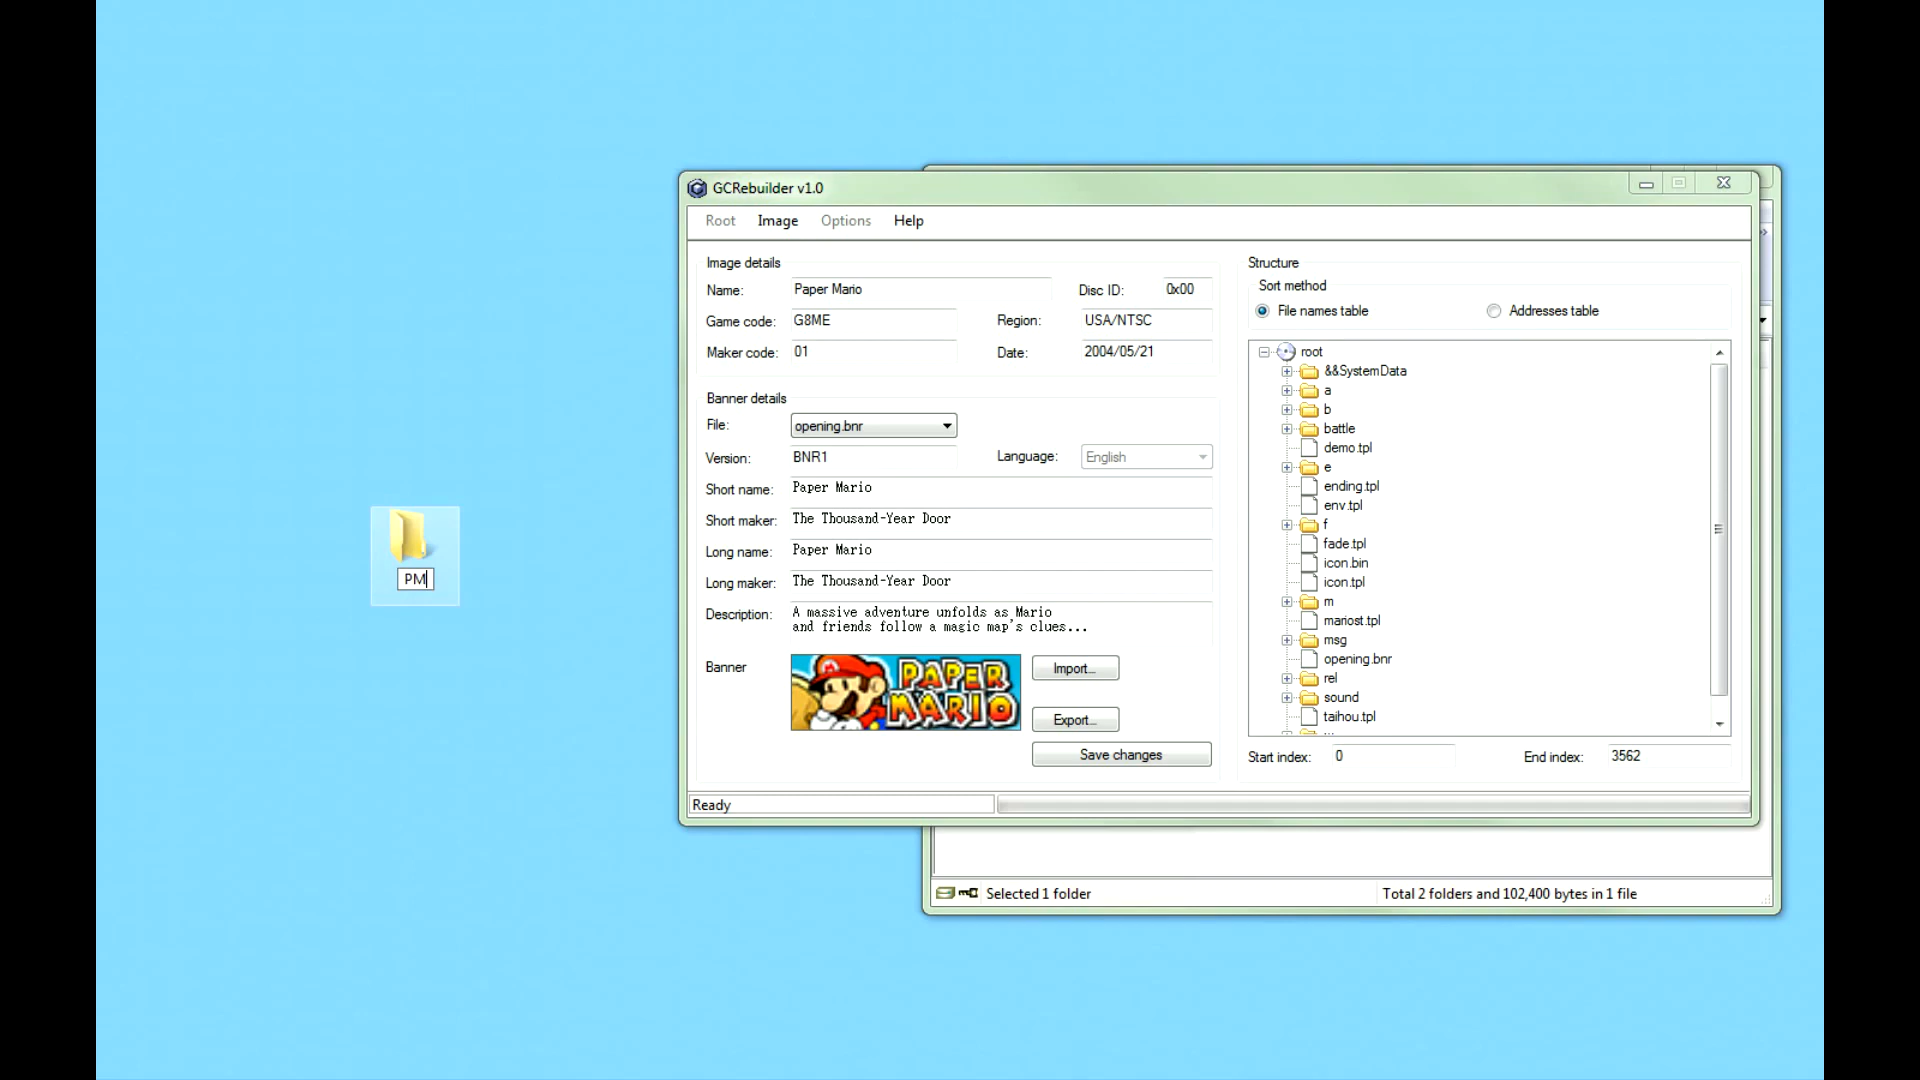 GCRebuilder v1.0
Root Image Options Help
Image details
Name: Paper Mario Disc ID: 0x00
Game code: G8ME Region: USA/NTSC
Maker code: 01 Date: 2004/05/21
Banner details
File: opening.bnr
Version: BNR1 Language: English
Short name: Paper Mario
Short maker: The Thousand-Year Door
Long name: Paper Mario
Long maker: The Thousand-Year Door
Description: A massive adventure unfolds as Mario
and friends follow a magic map's clues...
Banner
PAPER
MARIO
Import...
Export...
Save changes
Structure
Sort method
File names table Addresses table
root
&&SystemData
a
b
battle
demo.tpl
e
ending.tpl
env.tpl
f
fade.tpl
icon.bin
icon.tpl
m
mariost.tpl
msg
opening.bnr
rel
sound
taihou.tpl
Start index: 0 End index: 3562
Ready
PM
Selected 1 folder Total 2 folders and 102,400 bytes in 1 file